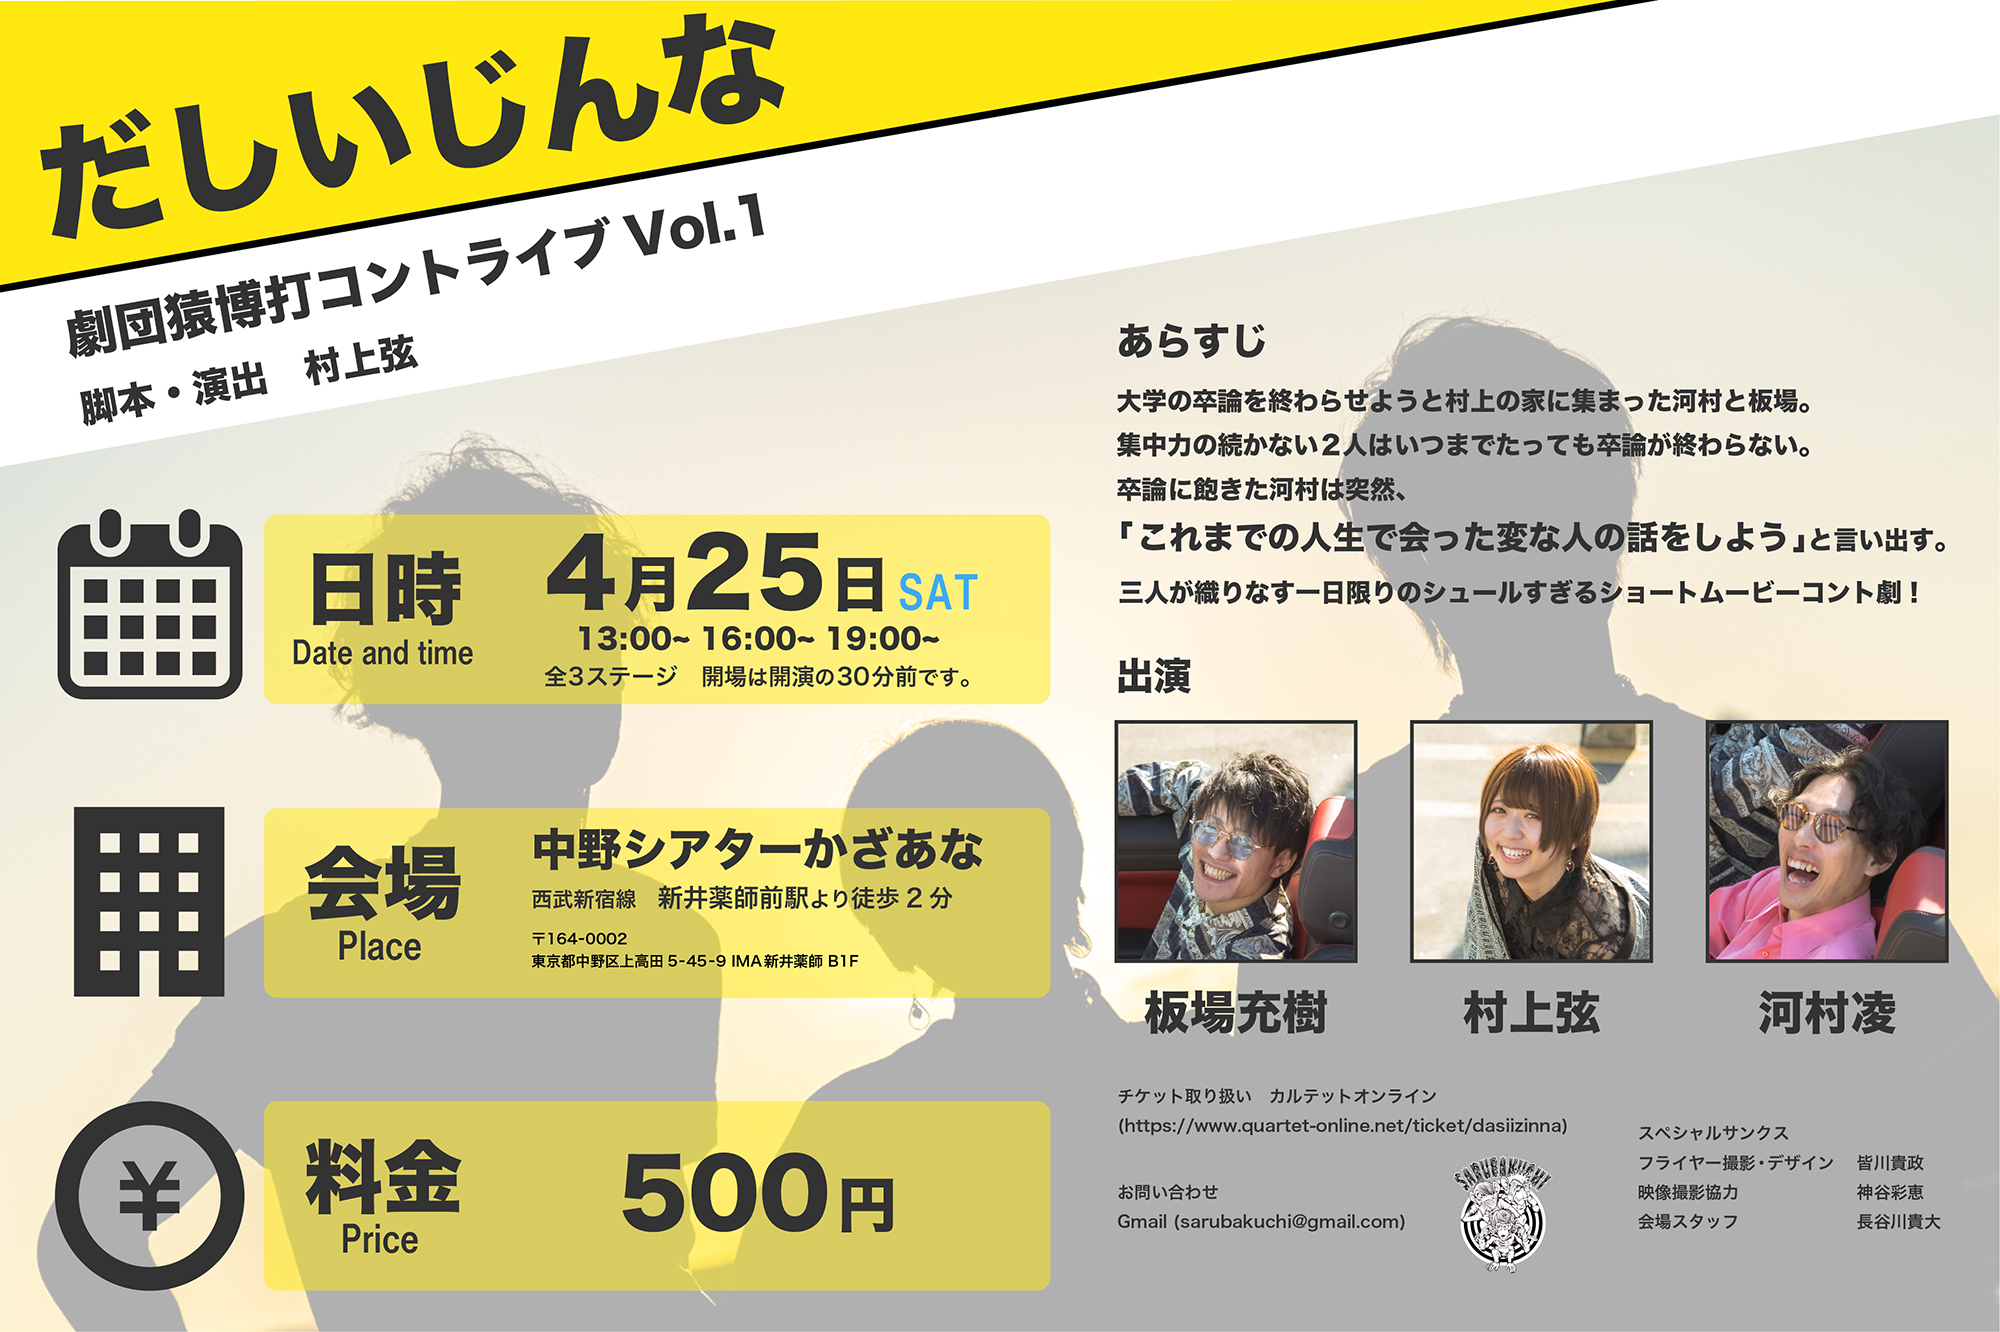 だしいじんな
劇団猿博打コントライブ Vol.1
脚本・演出　村上弦
日時
Date and time
4月25日 SAT
13:00~ 16:00~ 19:00~
全3ステージ　開場は開演の30分前です。
会場
Place
中野シアターかざあな
西武新宿線　新井薬師前駅より徒歩 2 分
〒164-0002
東京都中野区上高田 5-45-9 IMA 新井薬師 B1F
¥
料金
Price
500円
あらすじ
大学の卒論を終わらせようと村上の家に集まった河村と板場。
集中力の続かない２人はいつまでたっても卒論が終わらない。
卒論に飽きた河村は突然、
「これまでの人生で会った変な人の話をしよう」と言い出す。
三人が織りなす一日限りのシュールすぎるショートムービーコント劇！
出演
板場充樹
村上弦
河村凌
チケット取り扱い　カルテットオンライン
(https://www.quartet-online.net/ticket/dasiizinna)
お問い合わせ
Gmail (sarubakuchi@gmail.com)
SARUBAKUCHI
スペシャルサンクス
フライヤー撮影・デザイン　皆川貴政
映像撮影協力　神谷彩恵
会場スタッフ　長谷川貴大